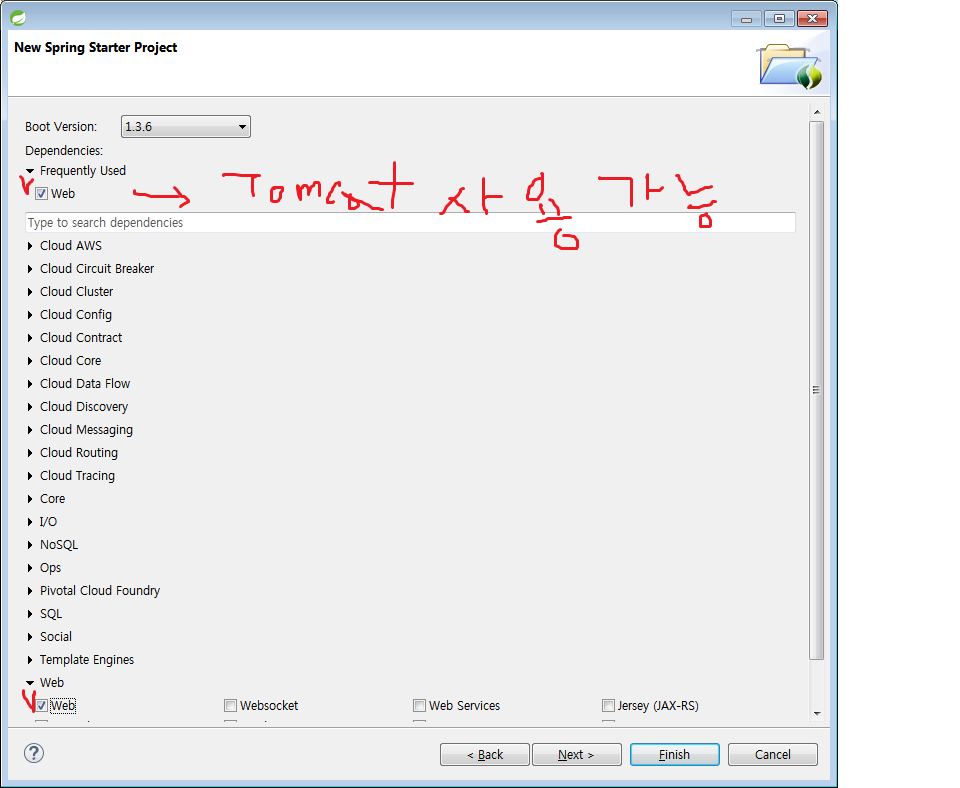 New Spring Starter Project
Boot Version: 1.3.6
Dependencies:
Frequently Used
Web → Tomcat 사용 가능
Type to search dependencies
Cloud AWS
Cloud Circuit Breaker
Cloud Cluster
Cloud Config
Cloud Contract
Cloud Core
Cloud Data Flow
Cloud Discovery
Cloud Messaging
Cloud Routing
Cloud Tracing
Core
I/O
NoSQL
Ops
Pivotal Cloud Foundry
SQL
Social
Template Engines
Web
Web Websocket Web Services Jersey (JAX-RS)
? < Back Next > Finish Cancel